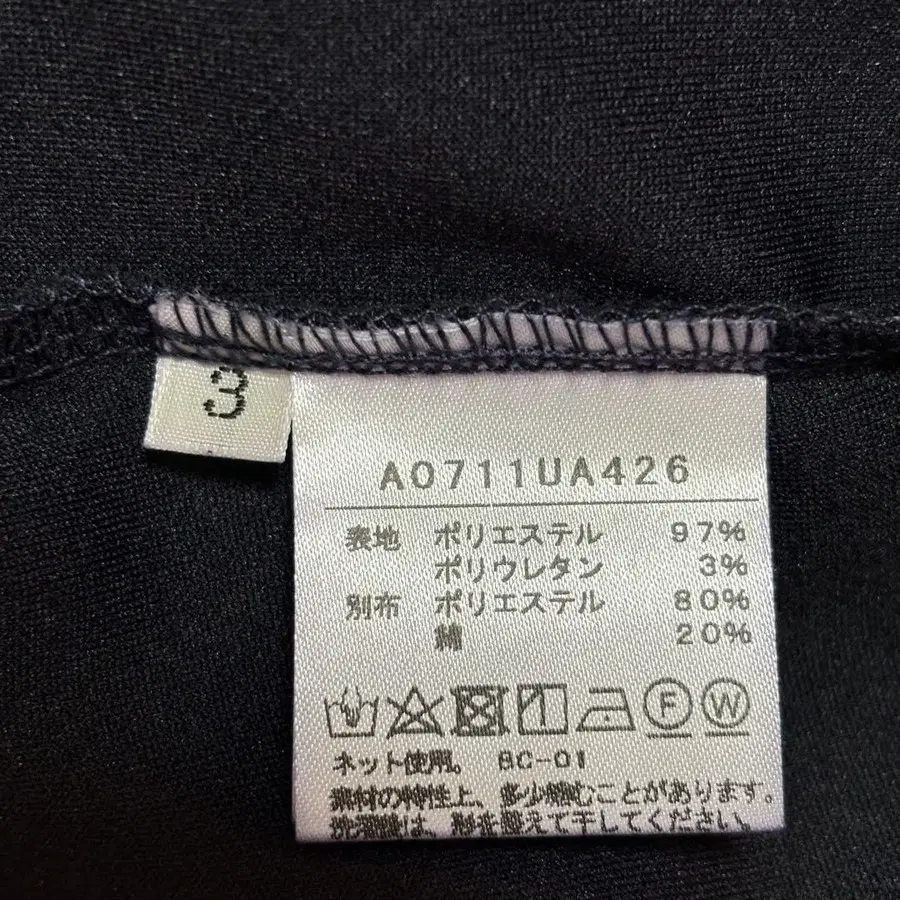 3
A0711UA426
表地 ポリエステル 97%
ポリウレタン 3%
別布 ポリエステル 80%
綿 20%
F W
ネット使用。 BC-01
素材の特性上、多少縮むことがあります。
洗濯後は、形を整えて干してください。